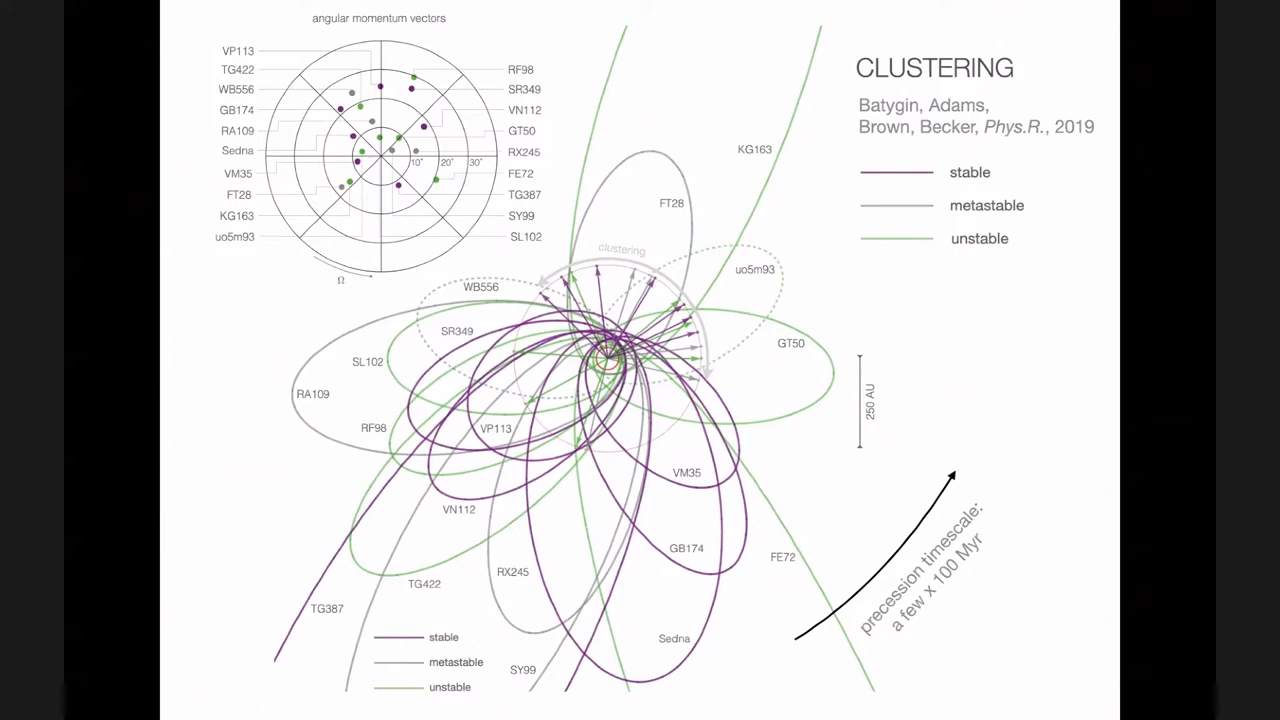 angular momentum vectors
VP113
TG422
WB556
GB174
RA109
Sedna
VM35
FT28
KG163
uo5m93
RF98
SR349
VN112
GT50
RX245
FE72
TG387
SY99
SL102
10° 20° 30°
Ω
CLUSTERING
Batygin, Adams,
Brown, Becker, Phys.R., 2019
stable
metastable
unstable
KG163
FT28
clustering
uo5m93
WB556
SR349
GT50
SL102
RA109
250 AU
RF98
VP113
VM35
VN112
GB174
FE72
RX245
TG422
TG387
Sedna
SY99
precession timescale:
a few x 100 Myr
stable
metastable
unstable